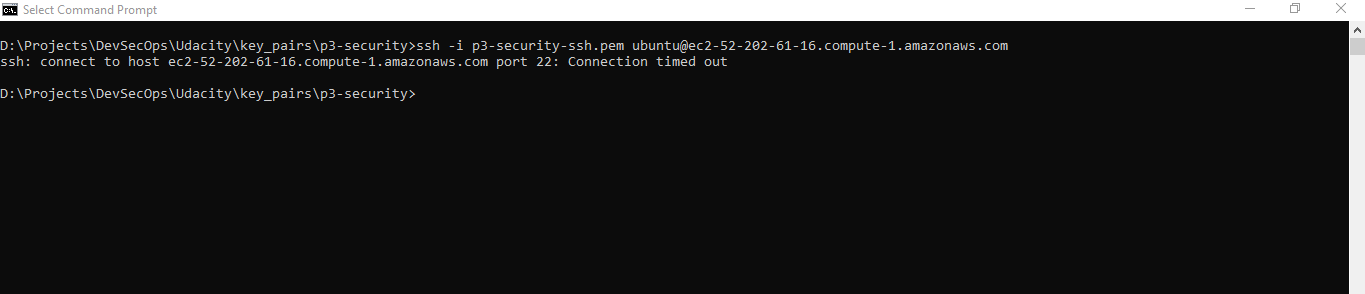 Select Command Prompt
D:\Projects\DevSecOps\Udacity\key_pairs\p3-security>ssh -i p3-security-ssh.pem ubuntu@ec2-52-202-61-16.compute-1.amazonaws.com
ssh: connect to host ec2-52-202-61-16.compute-1.amazonaws.com port 22: Connection timed out
D:\Projects\DevSecOps\Udacity\key_pairs\p3-security>